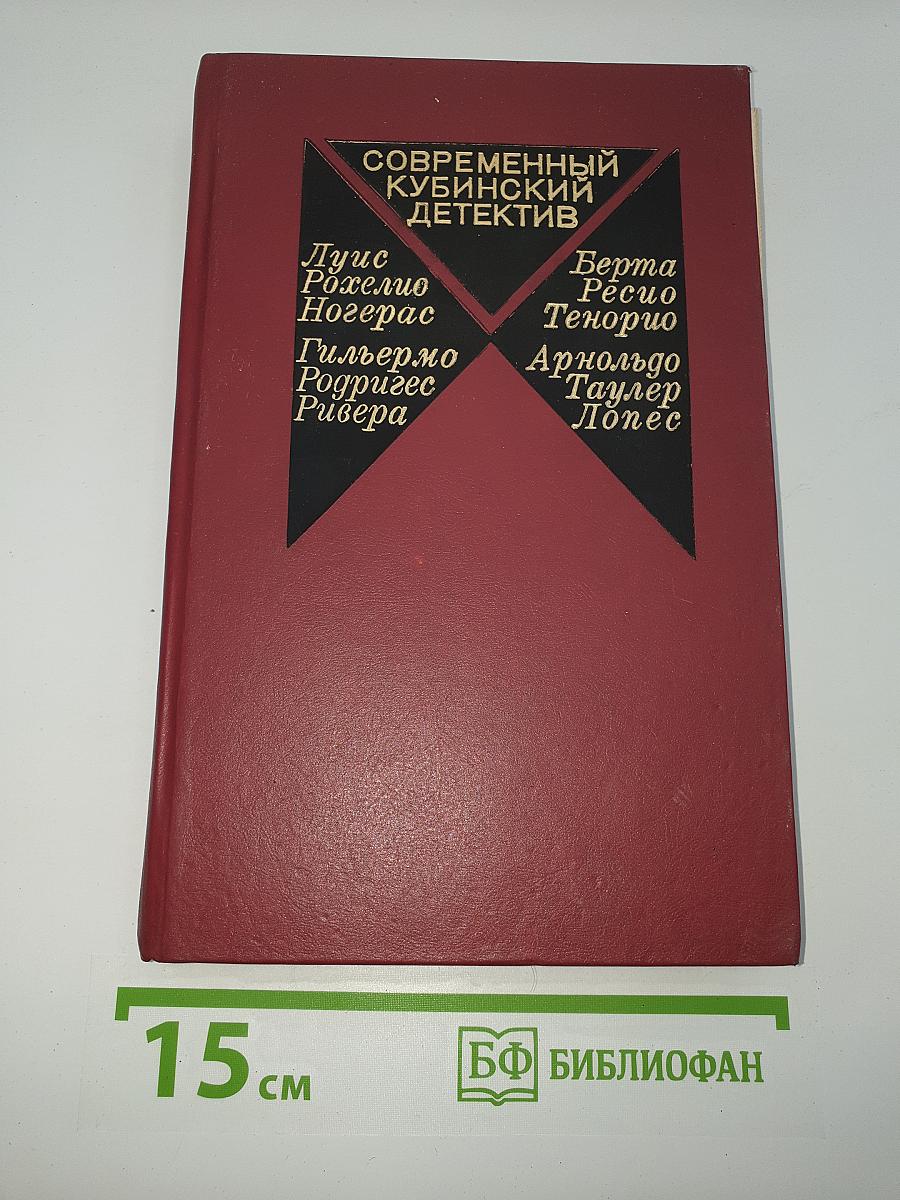 СОВРЕМЕННЫЙ
КУБИНСКИЙ
ДЕТЕКТИВ
Луис
Рохелио
Ногерас
Гильермо
Родригес
Ривера
Берта
Ресио
Тенорио
Арнольдо
Таулер
Лопес
15 см
БФ БИБЛИОФАН